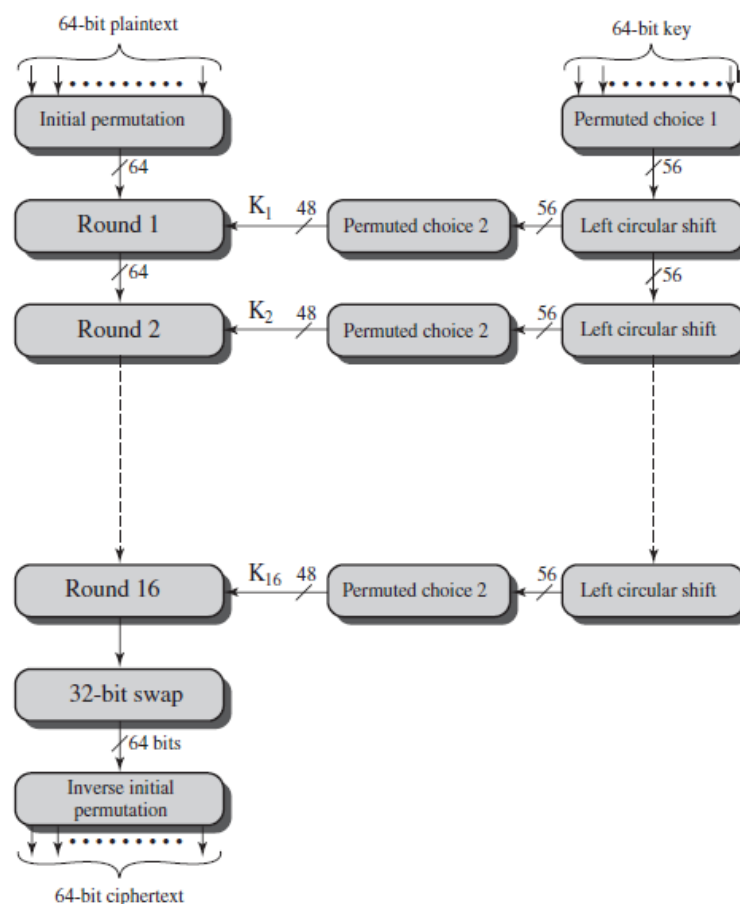 64-bit plaintext
64-bit key
Initial permutation
Permuted choice 1
64
56
Round 1
K1
48
Permuted choice 2
56
Left circular shift
64
56
Round 2
K2
48
Permuted choice 2
56
Left circular shift
Round 16
K16
48
Permuted choice 2
56
Left circular shift
32-bit swap
64 bits
Inverse initial
permutation
64-bit ciphertext